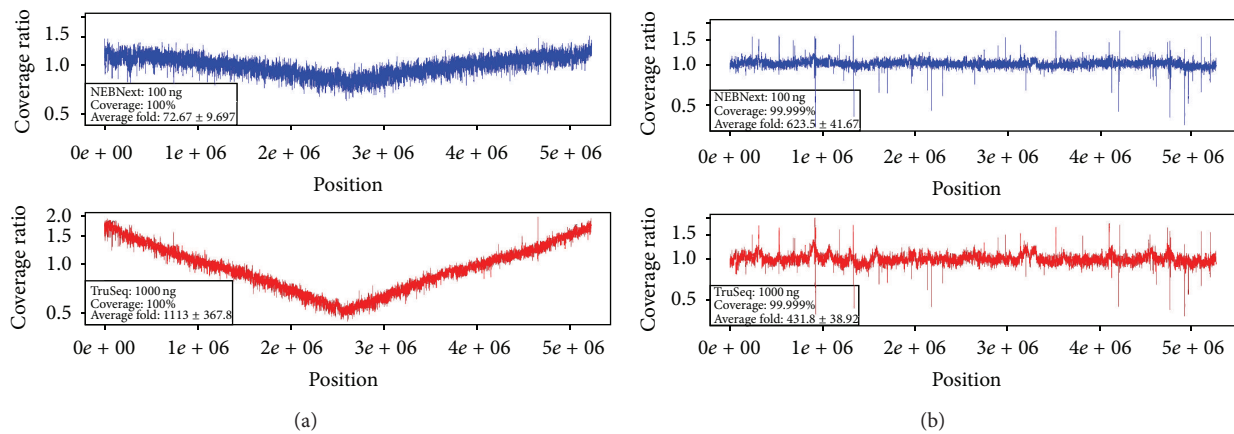 Coverage ratio
1.5
1.0
0.5
NEBNext: 100 ng
Coverage: 100%
Average fold: 72.67 ± 9.697
0e + 00 1e + 06 2e + 06 3e + 06 4e + 06 5e + 06
Position
Coverage ratio
2.0
1.5
1.0
0.5
TruSeq: 1000 ng
Coverage: 100%
Average fold: 1113 ± 367.8
0e + 00 1e + 06 2e + 06 3e + 06 4e + 06 5e + 06
Position
(a)
Coverage ratio
1.5
1.0
0.5
NEBNext: 100 ng
Coverage: 99.999%
Average fold: 623.5 ± 41.67
0e + 00 1e + 06 2e + 06 3e + 06 4e + 06 5e + 06
Position
Coverage ratio
1.5
1.0
0.5
TruSeq: 1000 ng
Coverage: 99.999%
Average fold: 431.8 ± 38.92
0e + 00 1e + 06 2e + 06 3e + 06 4e + 06 5e + 06
Position
(b)